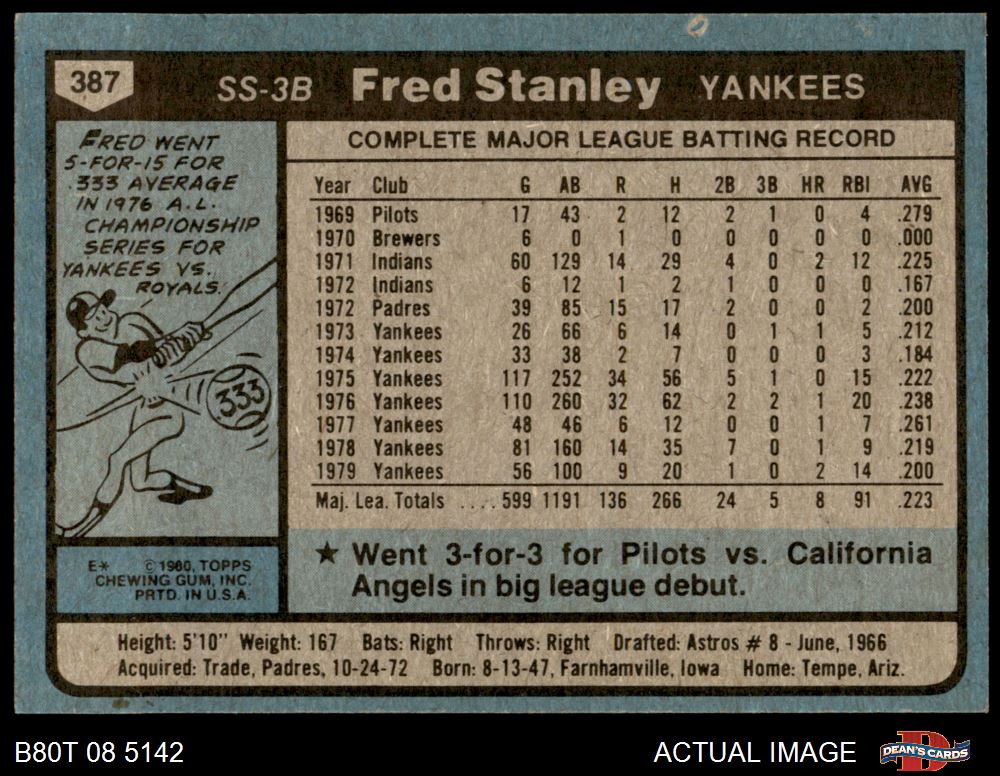 387 SS-3B Fred Stanley YANKEES
FRED WENT
5-FOR-15 FOR
.333 AVERAGE
IN 1976 A.L.
CHAMPIONSHIP
SERIES FOR
YANKEES VS.
ROYALS.
333
E* © 1980, TOPPS
CHEWING GUM, INC.
PRTD. IN U.S.A.
COMPLETE MAJOR LEAGUE BATTING RECORD
Year Club G AB R H 2B 3B HR RBI AVG
1969 Pilots 17 43 2 12 2 1 0 4 .279
1970 Brewers 6 0 1 0 0 0 0 0 .000
1971 Indians 60 129 14 29 4 0 2 12 .225
1972 Indians 6 12 1 2 1 0 0 0 .167
1972 Padres 39 85 15 17 2 0 0 2 .200
1973 Yankees 26 66 6 14 0 1 1 5 .212
1974 Yankees 33 38 2 7 0 0 0 3 .184
1975 Yankees 117 252 34 56 5 1 0 15 .222
1976 Yankees 110 260 32 62 2 2 1 20 .238
1977 Yankees 48 46 6 12 0 0 1 7 .261
1978 Yankees 81 160 14 35 7 0 1 9 .219
1979 Yankees 56 100 9 20 1 0 2 14 .200
Maj. Lea. Totals .... 599 1191 136 266 24 5 8 91 .223
★ Went 3-for-3 for Pilots vs. California
Angels in big league debut.
Height: 5'10" Weight: 167 Bats: Right Throws: Right Drafted: Astros # 8 - June, 1966
Acquired: Trade, Padres, 10-24-72 Born: 8-13-47, Farnhamville, Iowa Home: Tempe, Ariz.
B80T 08 5142 ACTUAL IMAGE D DEAN'S CARDS